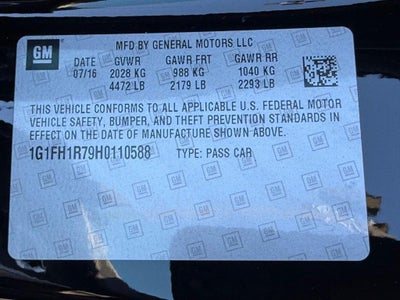 GM
MFD BY GENERAL MOTORS LLC
DATE GVWR GAWR FRT GAWR RR
07/16 2028 KG 988 KG 1040 KG
4472 LB 2179 LB 2293 LB
THIS VEHICLE CONFORMS TO ALL APPLICABLE U.S. FEDERAL MOTOR
VEHICLE SAFETY, BUMPER, AND THEFT PREVENTION STANDARDS IN
EFFECT ON THE DATE OF MANUFACTURE SHOWN ABOVE.
1G1FH1R79H0110588 TYPE: PASS CAR